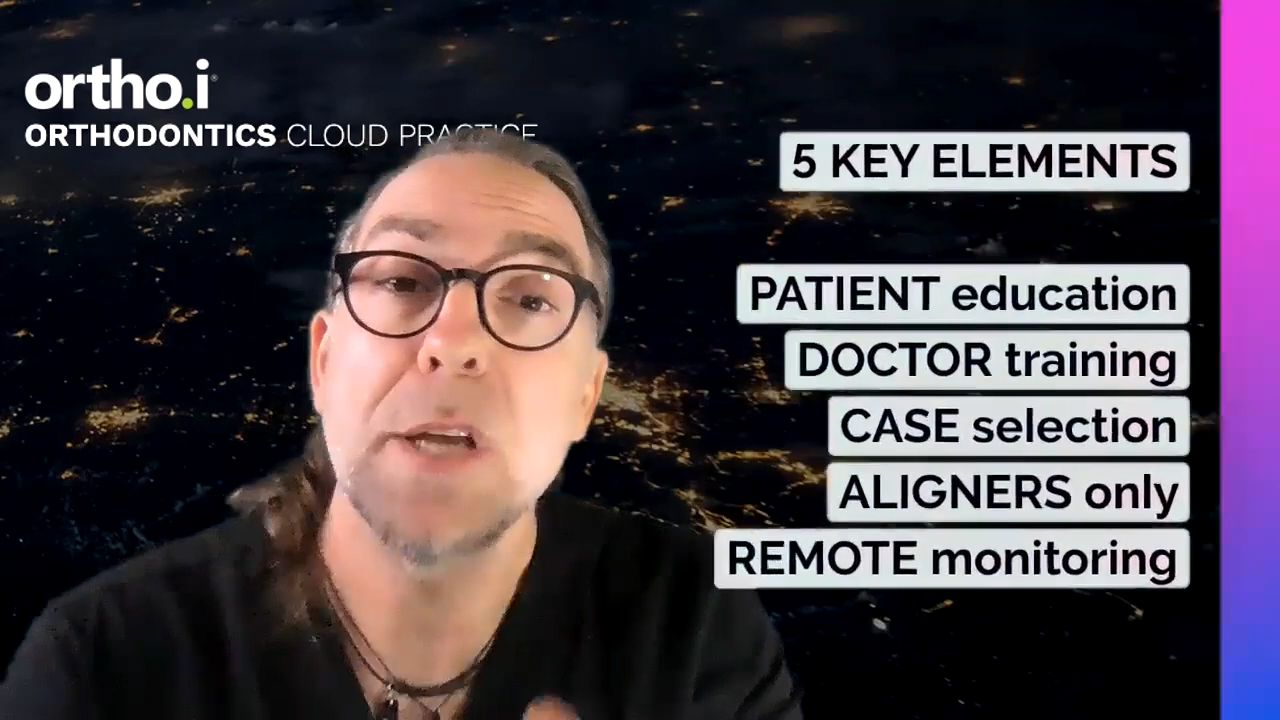 ortho.i®
ORTHODONTICS CLOUD PRACTICE
5 KEY ELEMENTS
PATIENT education
DOCTOR training
CASE selection
ALIGNERS only
REMOTE monitoring